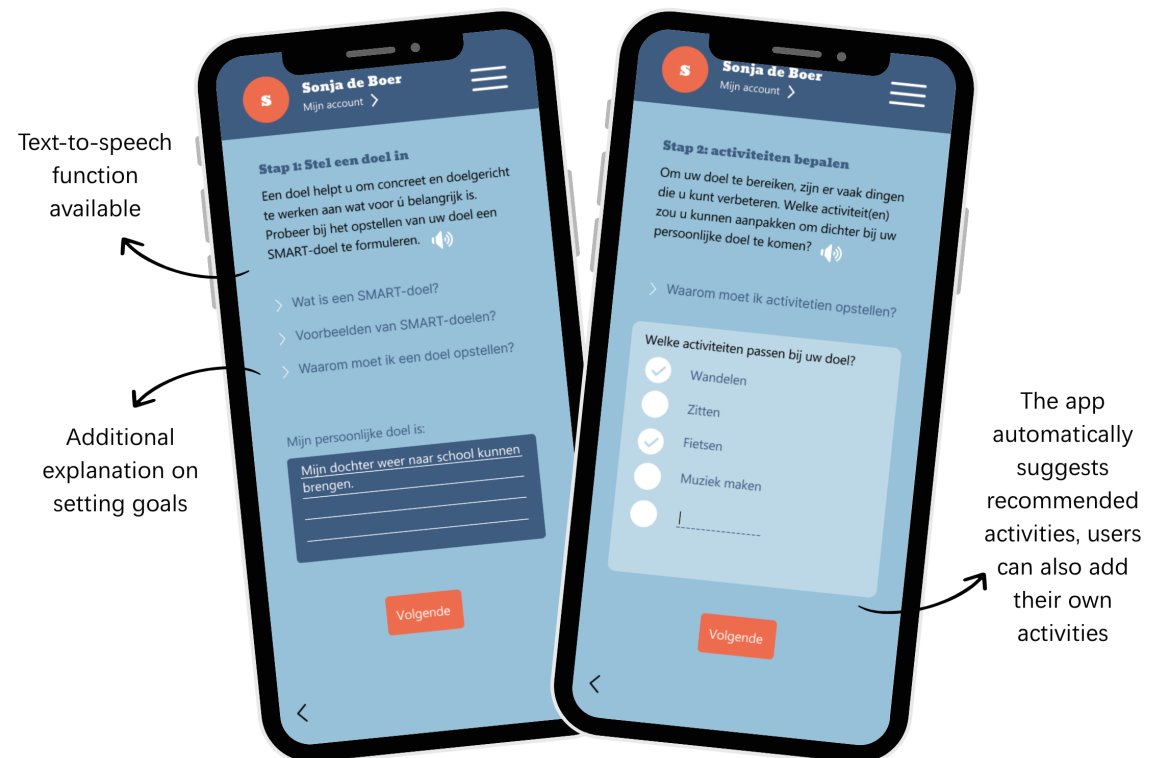 Text-to-speech
function
available
Additional
explanation on
setting goals
S
Sonja de Boer
Mijn account
Stap 1: Stel een doel in
Een doel helpt u om concreet en doelgericht
te werken aan wat voor ú belangrijk is.
Probeer bij het opstellen van uw doel een
SMART-doel te formuleren.
Wat is een SMART-doel?
Voorbeelden van SMART-doelen?
Waarom moet ik een doel opstellen?
Mijn persoonlijke doel is:
Mijn dochter weer naar school kunnen
brengen.
Volgende
S
Sonja de Boer
Mijn account
Stap 2: activiteiten bepalen
Om uw doel te bereiken, zijn er vaak dingen
die u kunt verbeteren. Welke activiteit(en)
zou u kunnen aanpakken om dichter bij uw
persoonlijke doel te komen?
Waarom moet ik activitetien opstellen?
Welke activiteiten passen bij uw doel?
Wandelen
Zitten
Fietsen
Muziek maken
Volgende
The app
automatically
suggests
recommended
activities, users
can also add
their own
activities